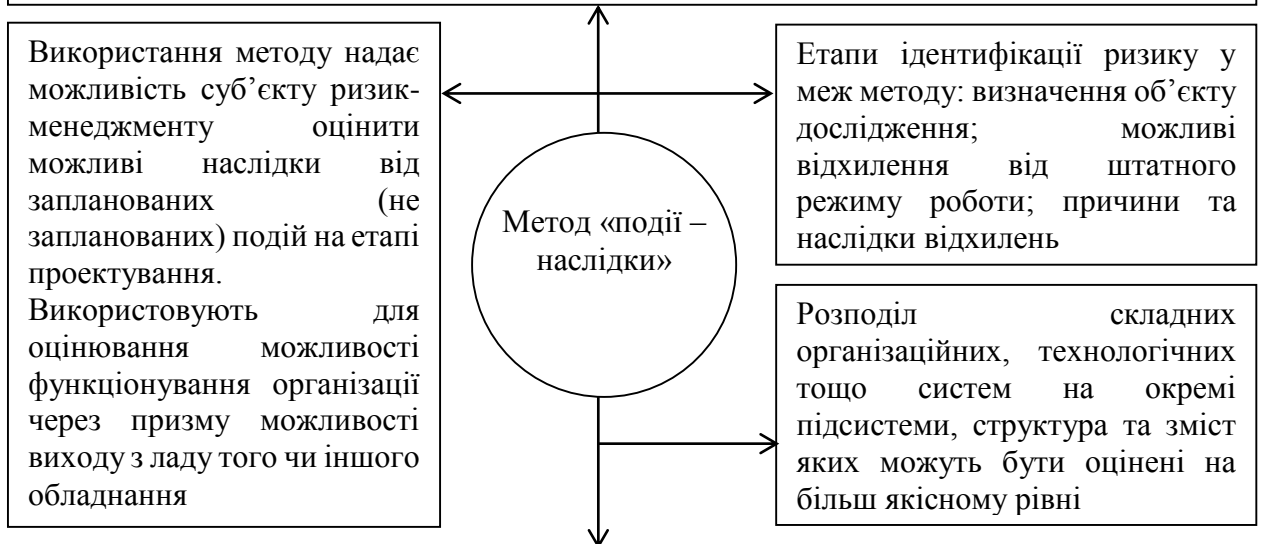 Використання методу надає
можливість суб’єкту ризик-
менеджменту оцінити
можливі наслідки від
запланованих (не
запланованих) подій на етапі
проектування.
Використовують для
оцінювання можливості
функціонування організації
через призму можливості
виходу з ладу того чи іншого
обладнання
Метод «події –
наслідки»
Етапи ідентифікації ризику у
меж методу: визначення об’єкту
дослідження; можливі
відхилення від штатного
режиму роботи; причини та
наслідки відхилень
Розподіл складних
організаційних, технологічних
тощо систем на окремі
підсистеми, структура та зміст
яких можуть бути оцінені на
більш якісному рівні